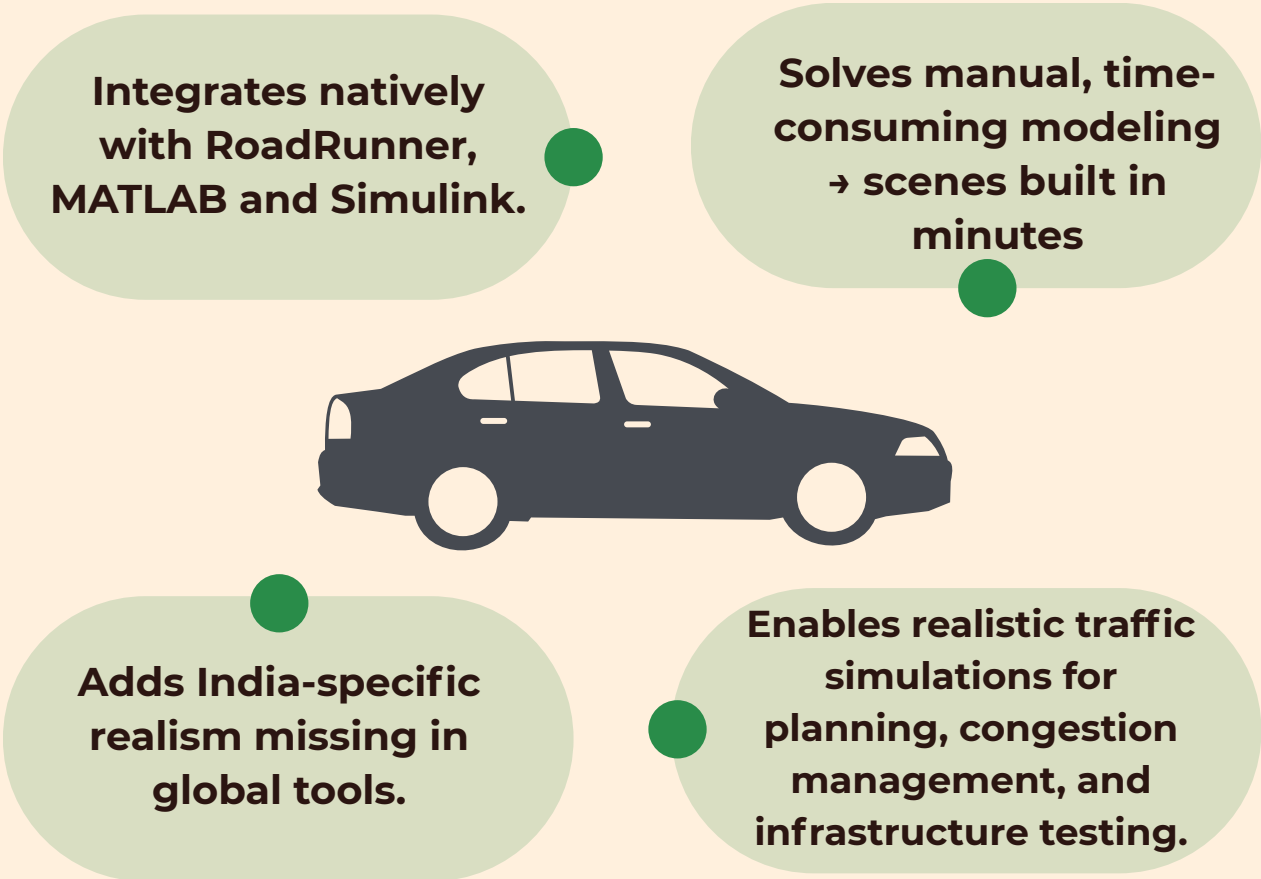 Integrates natively
with RoadRunner,
MATLAB and Simulink.
Solves manual, time-
consuming modeling
→ scenes built in
minutes
Adds India-specific
realism missing in
global tools.
Enables realistic traffic
simulations for
planning, congestion
management, and
infrastructure testing.